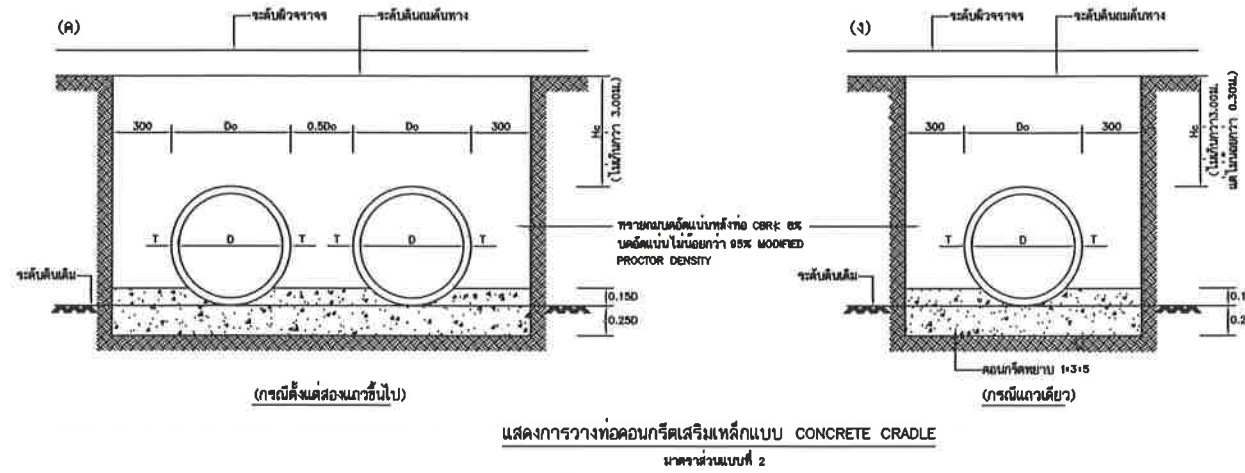 (ค)
ระดับผิวจราจร
ระดับดินถมคันทาง
300
Do
0.5Do
Do
300
Hc
(ไม่เกินกว่า 3.00ม.)
T
D
T
T
D
T
ระดับดินเดิม
0.15D
0.25D
(กรณีตั้งแต่สองแถวขึ้นไป)
ทรายถมบดอัดแน่นหลังท่อ CBR≮ 6%
บดอัดแน่นไม่น้อยกว่า 95% MODIFIED
PROCTOR DENSITY
(ง)
ระดับผิวจราจร
ระดับดินถมคันทาง
300
Do
300
Hc
(ไม่เกินกว่า3.00ม.
แต่ไม่น้อยกว่า 0.30ม.)
T
D
T
ระดับดินเดิม
0.1
0.2
คอนกรีตหยาบ 1:3:5
(กรณีแถวเดียว)
แสดงการวางท่อคอนกรีตเสริมเหล็กแบบ CONCRETE CRADLE
มาตราส่วนแบบที่ 2